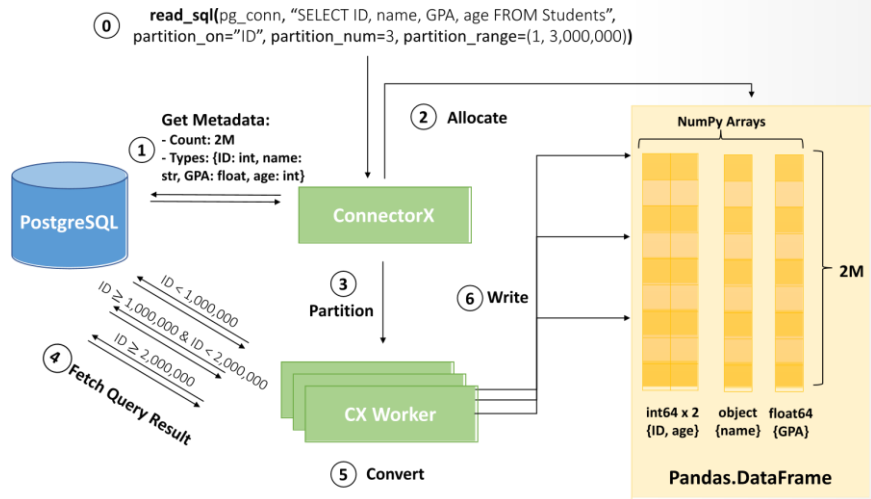 0
read_sql(pg_conn, “SELECT ID, name, GPA, age FROM Students”,
partition_on=”ID”, partition_num=3, partition_range=(1, 3,000,000))
1
Get Metadata:
- Count: 2M
- Types: {ID: int, name:
str, GPA: float, age: int}
2 Allocate
PostgreSQL
ConnectorX
3
Partition
4
Fetch Query Result
ID < 1,000,000
ID ≥ 1,000,000 & ID < 2,000,000
ID ≥ 2,000,000
CX Worker
5 Convert
6 Write
NumPy Arrays
2M
int64 x 2
{ID, age}
object
{name}
float64
{GPA}
Pandas.DataFrame